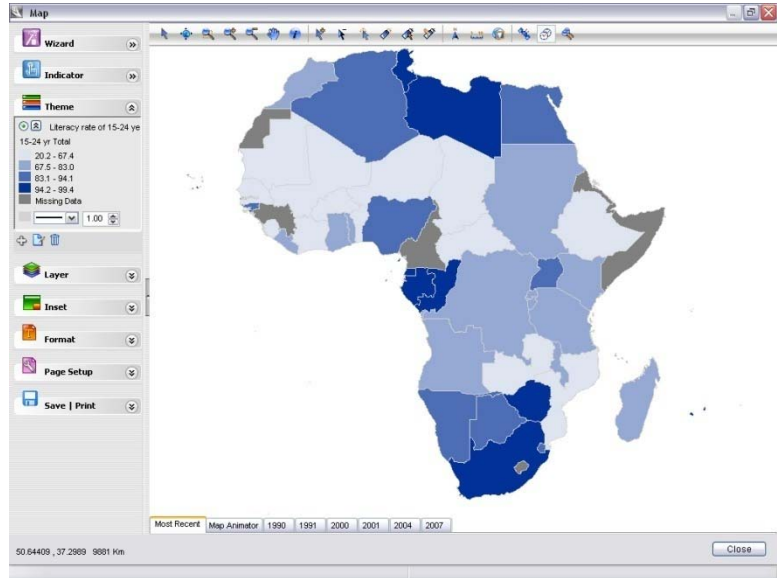 Map
Wizard
Indicator
Theme
Literacy rate of 15-24 ye
15-24 yr Total
20.2 - 67.4
67.5 - 83.0
83.1 - 94.1
94.2 - 99.4
Missing Data
1.00
Layer
Inset
Format
Page Setup
Save | Print
Most Recent Map Animator 1990 1991 2000 2001 2004 2007
50.64409 , 37.2989 9881 Km
Close